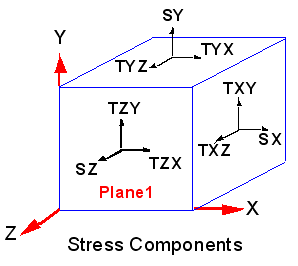 SY
Y
TYX
TYZ
TXY
TZY
TXZ
SX
SZ
TZX
Plane1
X
Z
Stress Components